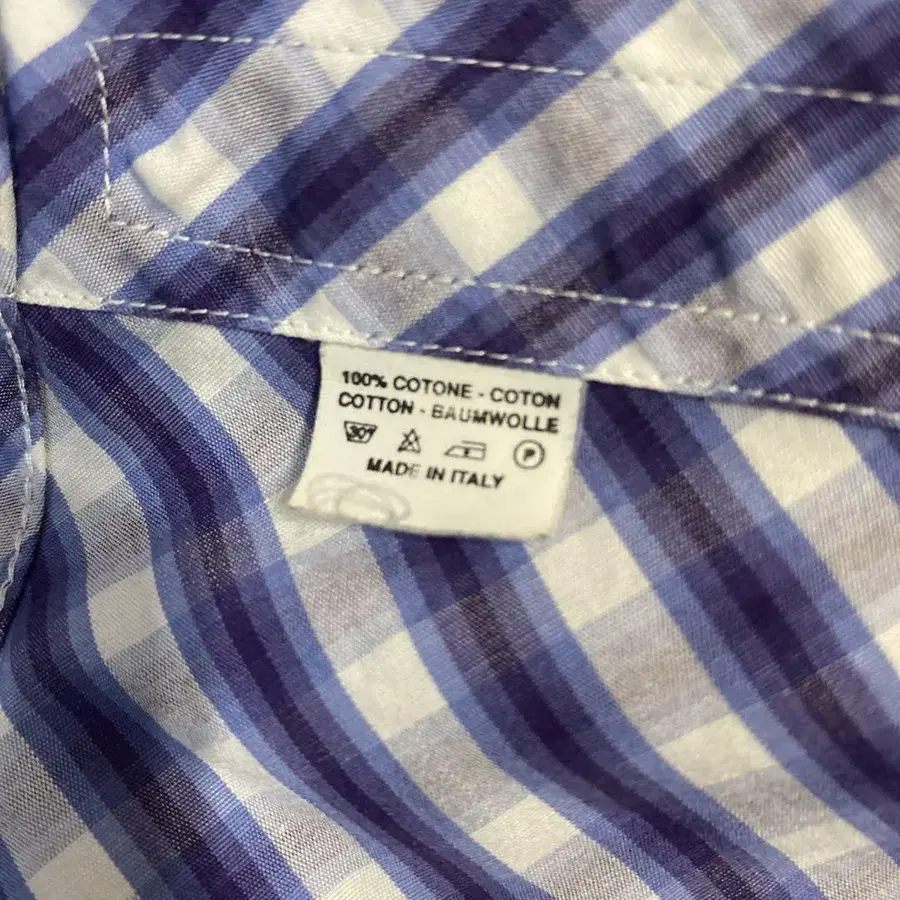 100% COTONE - COTON
COTTON - BAUMWOLLE
30°
P
MADE IN ITALY